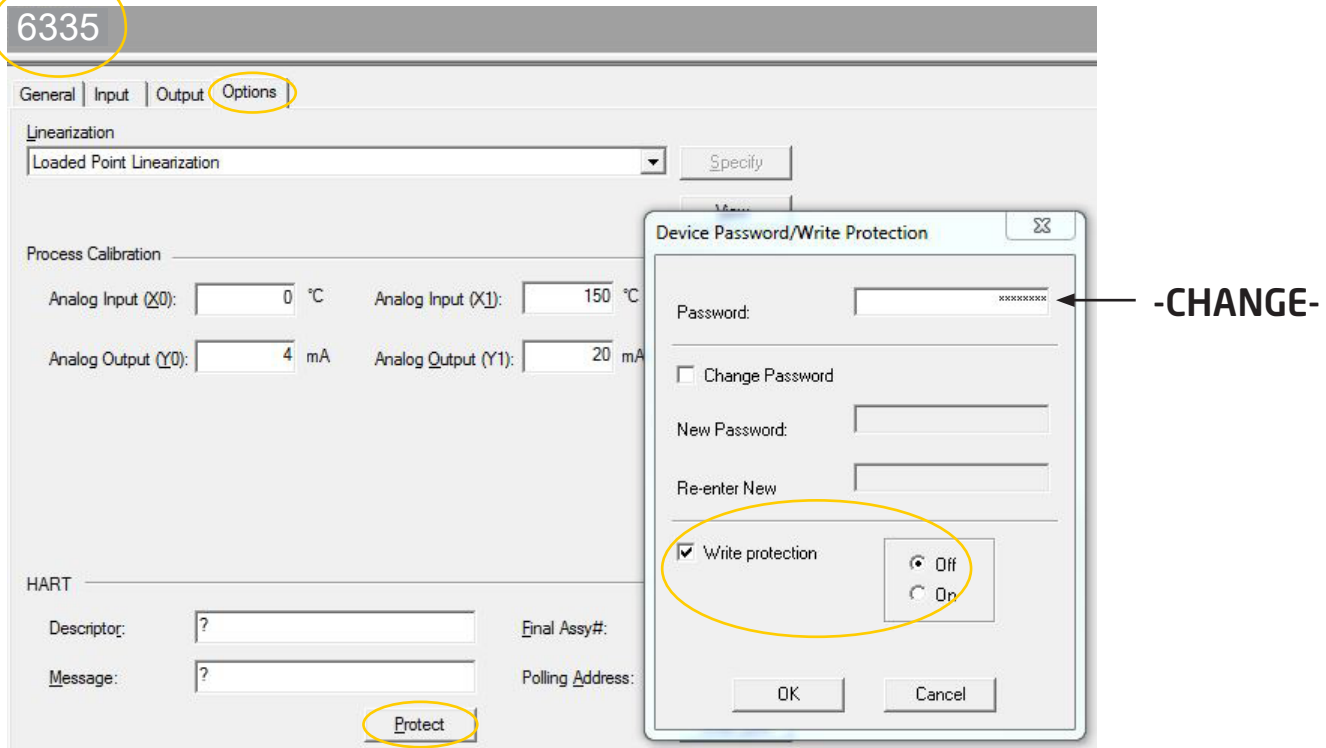 6335
General Input Output Options
Linearization
Loaded Point Linearization Specify
View
Process Calibration
Analog Input (X0): 0 °C Analog Input (X1): 150 °C
Analog Output (Y0): 4 mA Analog Output (Y1): 20 mA
HART
Descriptor: ? Final Assy#:
Message: ? Polling Address:
Protect
Device Password/Write Protection
Password: ******** -CHANGE-
Change Password
New Password:
Re-enter New
Write protection Off
On
OK Cancel